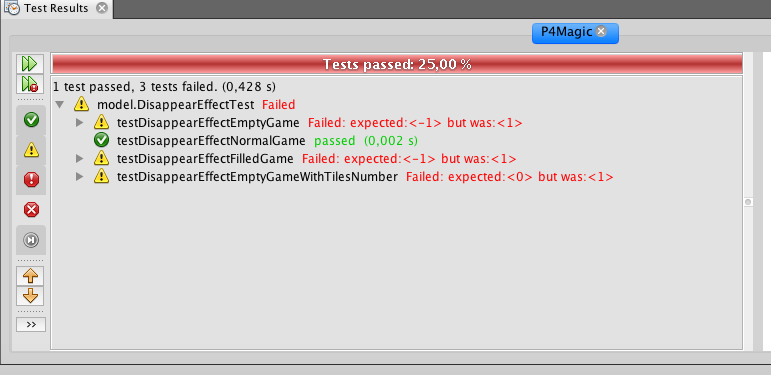 Test Results
P4Magic
Tests passed: 25,00 %
1 test passed, 3 tests failed. (0,428 s)
model.DisappearEffectTest Failed
testDisappearEffectEmptyGame Failed: expected:<-1> but was:<1>
testDisappearEffectNormalGame passed (0,002 s)
testDisappearEffectFilledGame Failed: expected:<-1> but was:<1>
testDisappearEffectEmptyGameWithTilesNumber Failed: expected:<0> but was:<1>
>>